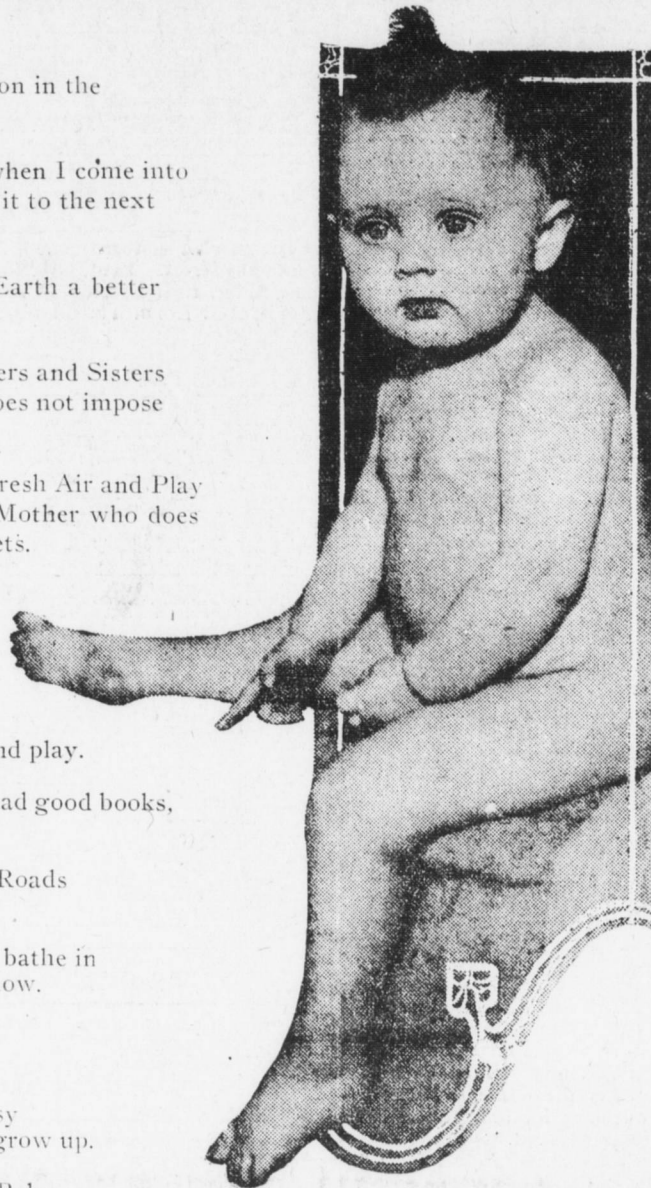 on in the
when I come into
it to the next
Earth a better
ers and Sisters
oes not impose
resh Air and Play
Mother who does
ets.
nd play.
ad good books,
Roads
bathe in
ow.
sy
grow up.